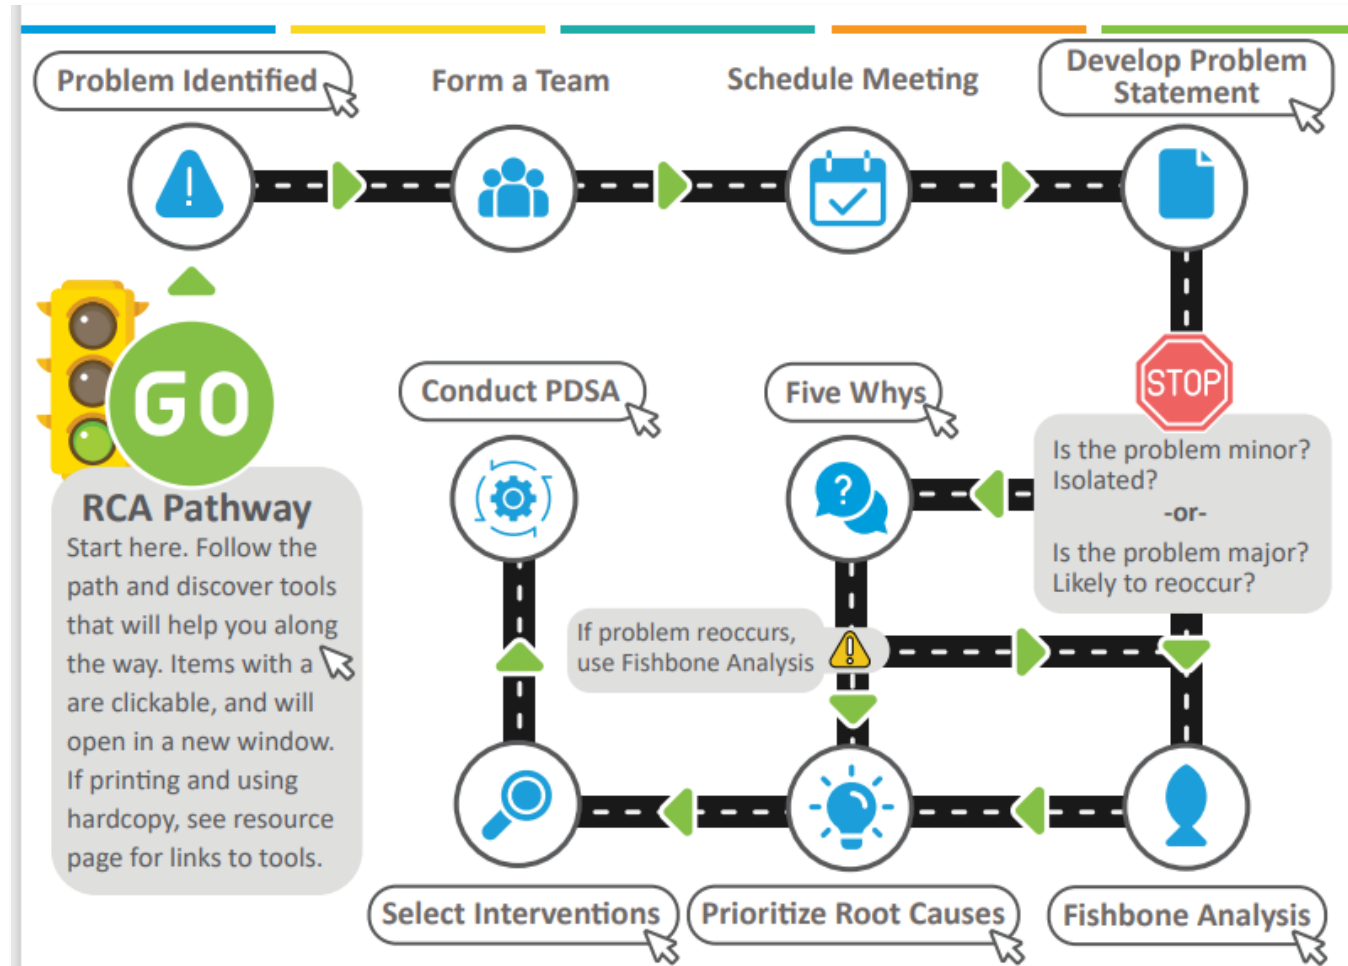 Problem Identified
Form a Team
Schedule Meeting
Develop Problem
Statement
GO
RCA Pathway
Start here. Follow the
path and discover tools
that will help you along
the way. Items with a
are clickable, and will
open in a new window.
If printing and using
hardcopy, see resource
page for links to tools.
Conduct PDSA
Five Whys
?
STOP
Is the problem minor?
Isolated?
-or-
Is the problem major?
Likely to reoccur?
If problem reoccurs,
use Fishbone Analysis
Select Interventions
Prioritize Root Causes
Fishbone Analysis